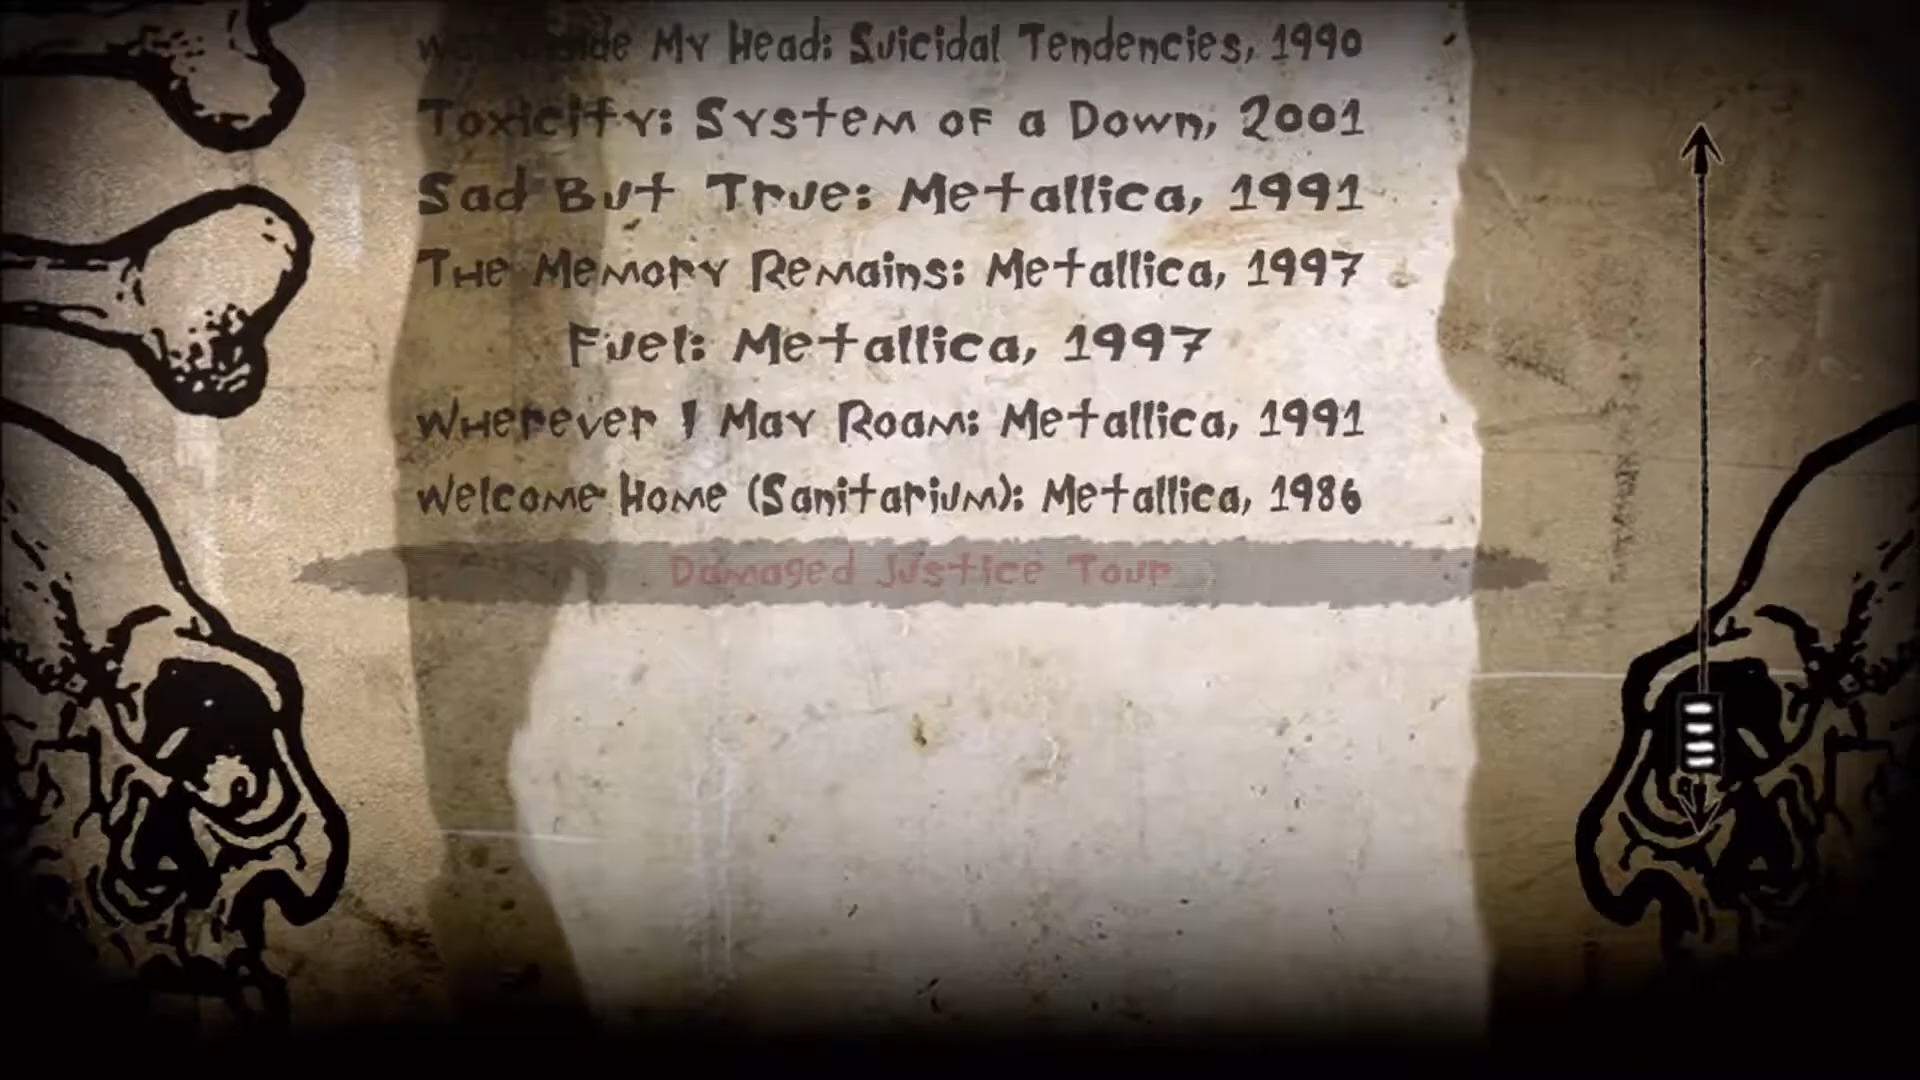 My Head: Suicidal Tendencies, 1990
Toxicity: System of a Down, 2001
Sad But True: Metallica, 1991
The Memory Remains: Metallica, 1997
Fuel: Metallica, 1997
Wherever I May Roam: Metallica, 1991
Welcome Home (Sanitarium): Metallica, 1986
Damaged Justice Tour